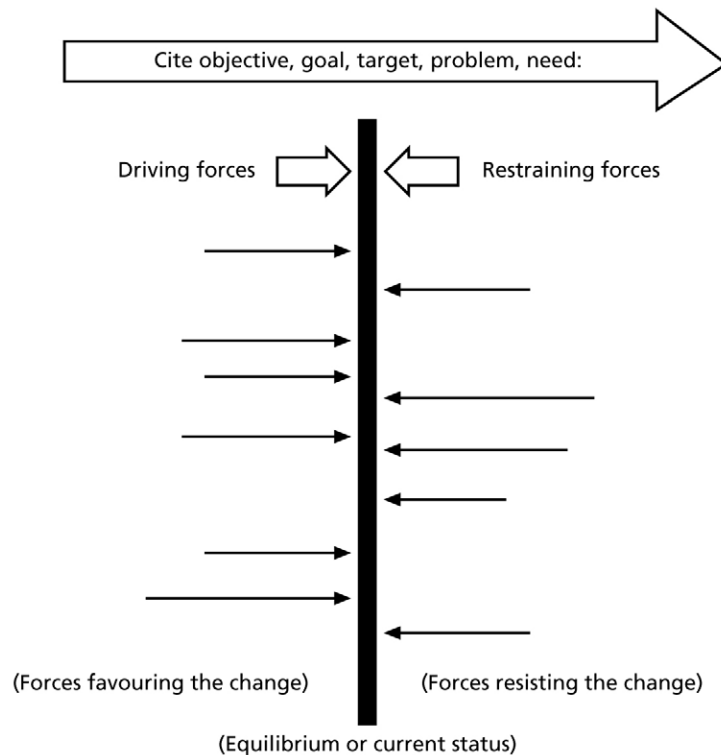 Cite objective, goal, target, problem, need:
Driving forces
Restraining forces
(Forces favouring the change)
(Forces resisting the change)
(Equilibrium or current status)